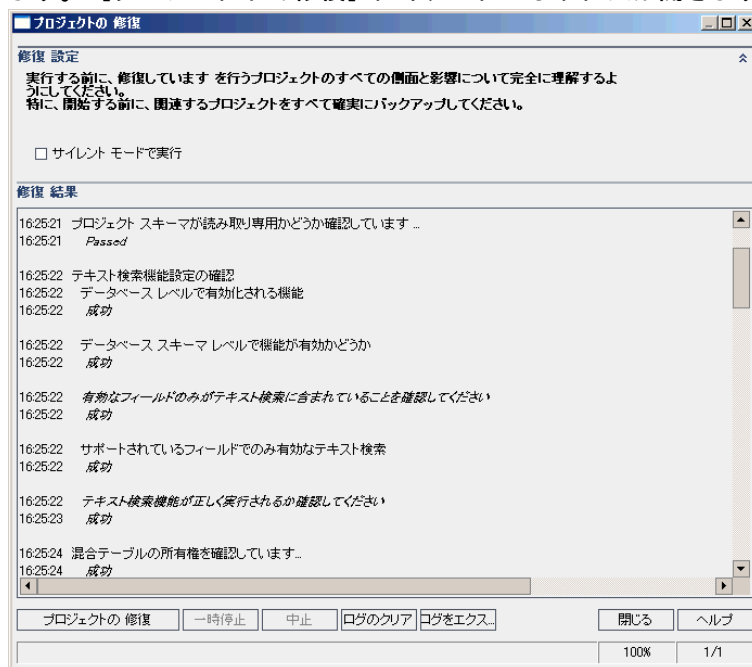 プロジェクトの 修復
修復 設定
実行する前に、修復しています を行うプロジェクトのすべての側面と影響について完全に理解するよ
うにしてください。
特に、開始する前に、関連するプロジェクトをすべて確実にバックアップしてください。
サイレント モードで実行
修復 結果
16:25:21 プロジェクト スキーマが読み取り専用かどうか確認しています ...
16:25:21 Passed
16:25:22 テキスト検索機能設定の確認
16:25:22 データベース レベルで有効化される機能
16:25:22 成功
16:25:22 データベース スキーマ レベルで機能が有効かどうか
16:25:22 成功
16:25:22 有効なフィールドのみがテキスト検索に含まれていることを確認してください
16:25:22 成功
16:25:22 サポートされているフィールドでのみ有効なテキスト検索
16:25:22 成功
16:25:22 テキスト検索機能が正しく実行されるか確認してください
16:25:23 成功
16:25:24 混合テーブルの所有権を確認しています...
16:25:24 成功
プロジェクトの 修復 一時停止 中止 ログのクリア ログをエクス... 閉じる ヘルプ
100% 1/1